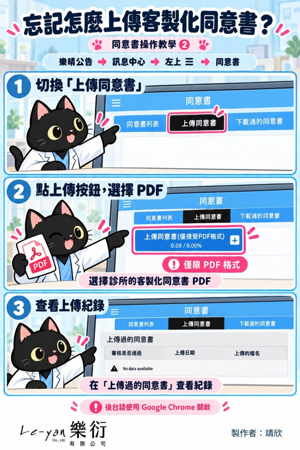 忘記怎麼上傳客製化同意書？
同意書操作教學 2
樂晴公告 → 訊息中心 → 左上 ☰ → 同意書
1 切換「上傳同意書」
同意書
同意書列表 上傳同意書 下載過的同意書
2 點上傳按鈕，選擇 PDF
同意書
同意書列表 上傳同意書 下載過的同意書
上傳同意書(僅接受PDF格式)
0.0B / 0.00%
PDF
! 僅限 PDF 格式
選擇診所的客製化同意書 PDF
3 查看上傳紀錄
同意書
同意書列表 上傳同意書 下載過的同意書
上傳過的同意書
審核是否通過 上傳日期 上傳的檔名
No data available
在「上傳過的同意書」查看紀錄
! 後台請使用 Google Chrome 開啟
Le-yan Co.,Ltd. 樂衍
有限公司
製作者：靖欣